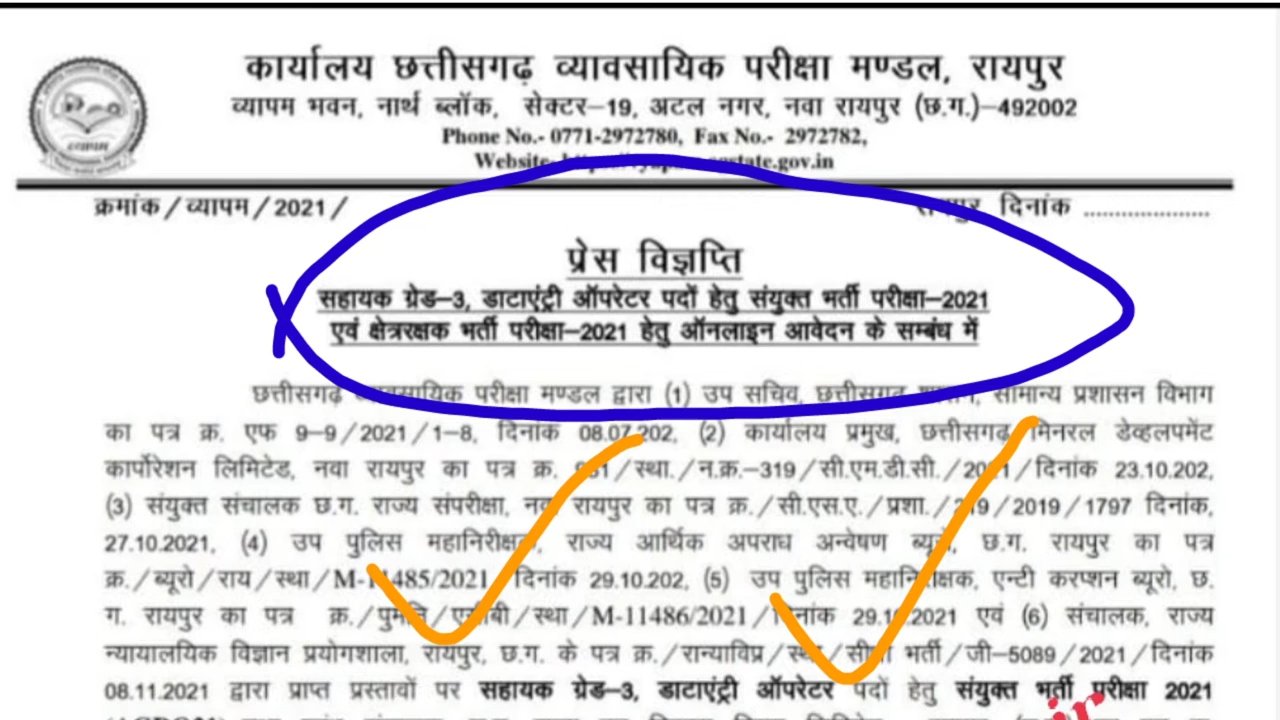 कार्यालय छत्तीसगढ़ व्यावसायिक परीक्षा मण्डल, रायपुर
व्यापम भवन, नार्थ ब्लॉक, सेक्टर–19, अटल नगर, नवा रायपुर (छ.ग.)–492002
Phone No.- 0771-2972780, Fax No.- 2972782,
Website-
क्रमांक/व्यापम/2021/ दिनांक ....................
प्रेस विज्ञप्ति
सहायक ग्रेड–3, डाटाएंट्री ऑपरेटर पदों हेतु संयुक्त भर्ती परीक्षा–2021
एवं क्षेत्ररक्षक भर्ती परीक्षा–2021 हेतु ऑनलाइन आवेदन के सम्बंध में
छत्तीसगढ़ व्यावसायिक परीक्षा मण्डल द्वारा (1) उप सचिव, छत्तीसगढ़ शासन, सामान्य प्रशासन विभाग
का पत्र क्र. एफ 9–9/2021/1–8, दिनांक 08.07.202, (2) कार्यालय प्रमुख, छत्तीसगढ़ मिनरल डेव्हलपमेंट
कार्पोरेशन लिमिटेड, नवा रायपुर का पत्र क्र. /स्था./न.क्र.–319/सी.एम.डी.सी./2021/दिनांक 23.10.202,
(3) संयुक्त संचालक छ.ग. राज्य संपरीक्षा, नवा रायपुर का पत्र क्र./सी.एस.ए./प्रशा./ /2019/1797 दिनांक,
27.10.2021, (4) उप पुलिस महानिरीक्षक, राज्य आर्थिक अपराध अन्वेषण ब्यूरो, छ.ग. रायपुर का पत्र
क्र./ब्यूरो/राय/स्था/M-11485/2021 दिनांक 29.10.202, (5) उप पुलिस महानिरीक्षक, एन्टी करप्शन ब्यूरो, छ.
ग. रायपुर का पत्र क्र./पुमनि/एसीबी/स्था/M-11486/2021/दिनांक 29.10.2021 एवं (6) संचालक, राज्य
न्यायालयिक विज्ञान प्रयोगशाला, रायपुर, छ.ग. के पत्र क्र./रान्याविप्र/स्था/सीधी भर्ती/जी–5089/2021/दिनांक
08.11.2021 द्वारा प्राप्त प्रस्तावों पर सहायक ग्रेड–3, डाटाएंट्री ऑपरेटर पदों हेतु संयुक्त भर्ती परीक्षा 2021